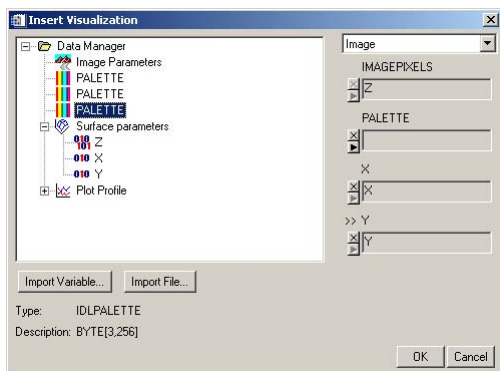 Insert Visualization
Data Manager
Image Parameters
PALETTE
PALETTE
PALETTE
Surface parameters
Z
X
Y
Plot Profile
Image
IMAGEPIXELS
Z
PALETTE
X
X
>> Y
Y
Import Variable...
Import File...
Type: IDLPALETTE
Description: BYTE[3,256]
OK
Cancel